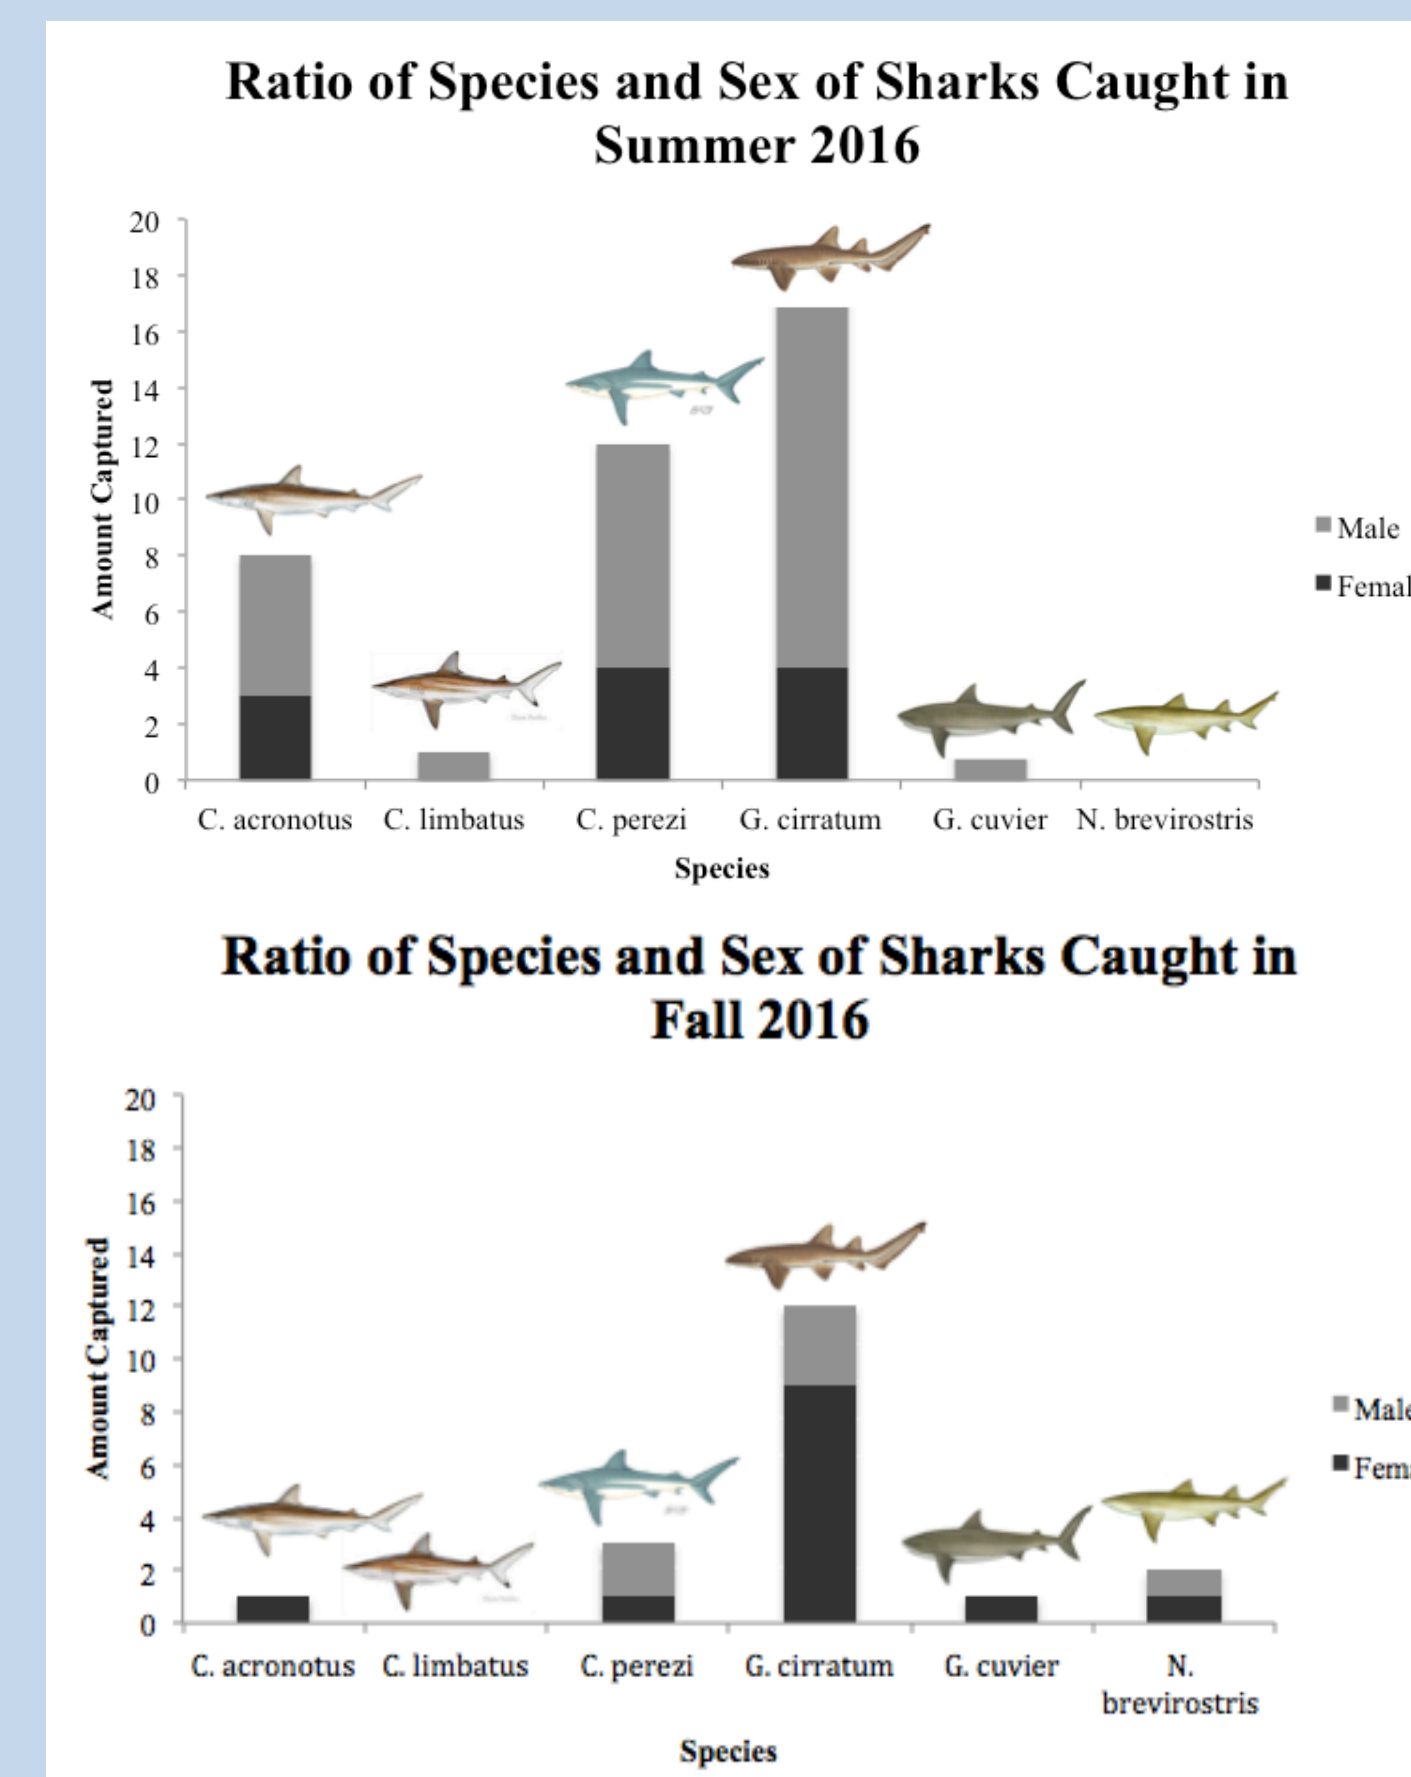 Ratio of Species and Sex of Sharks Caught in
Summer 2016
20
18
16
14
12
10
8
6
4
2
0
Amount Captured
Male
Femal
C. acronotus C. limbatus C. perezi G. cirratum G. cuvier N. brevirostris
Species
Ratio of Species and Sex of Sharks Caught in
Fall 2016
20
18
16
14
12
10
8
6
4
2
0
Amount Captured
Male
Fema
C. acronotus C. limbatus C. perezi G. cirratum G. cuvier N.
brevirostris
Species